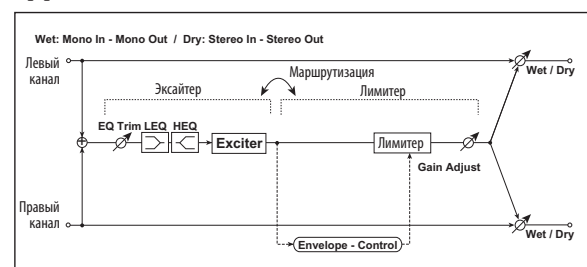 Wet: Mono In - Mono Out / Dry: Stereo In - Stereo Out
Левый
канал
Wet / Dry
Маршрутизация
Эксайтер
Лимитер
EQ Trim LEQ HEQ
Exciter
Лимитер
Gain Adjust
Правый
канал
Wet / Dry
Envelope - Control